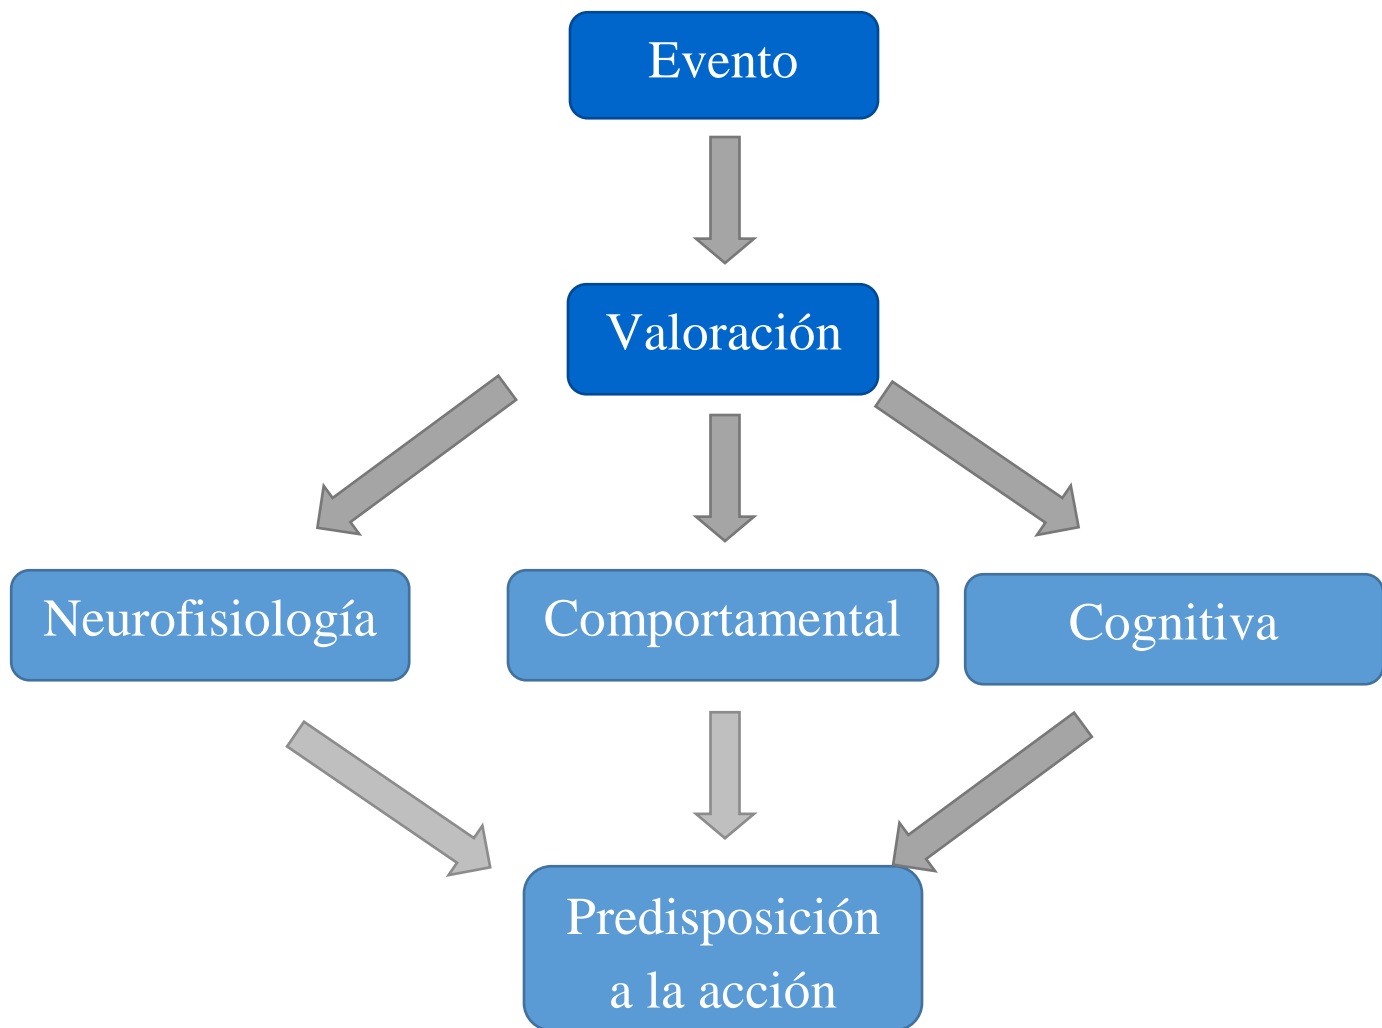 Evento
Valoración
Neurofisiología
Comportamental
Cognitiva
Predisposición
a la acción